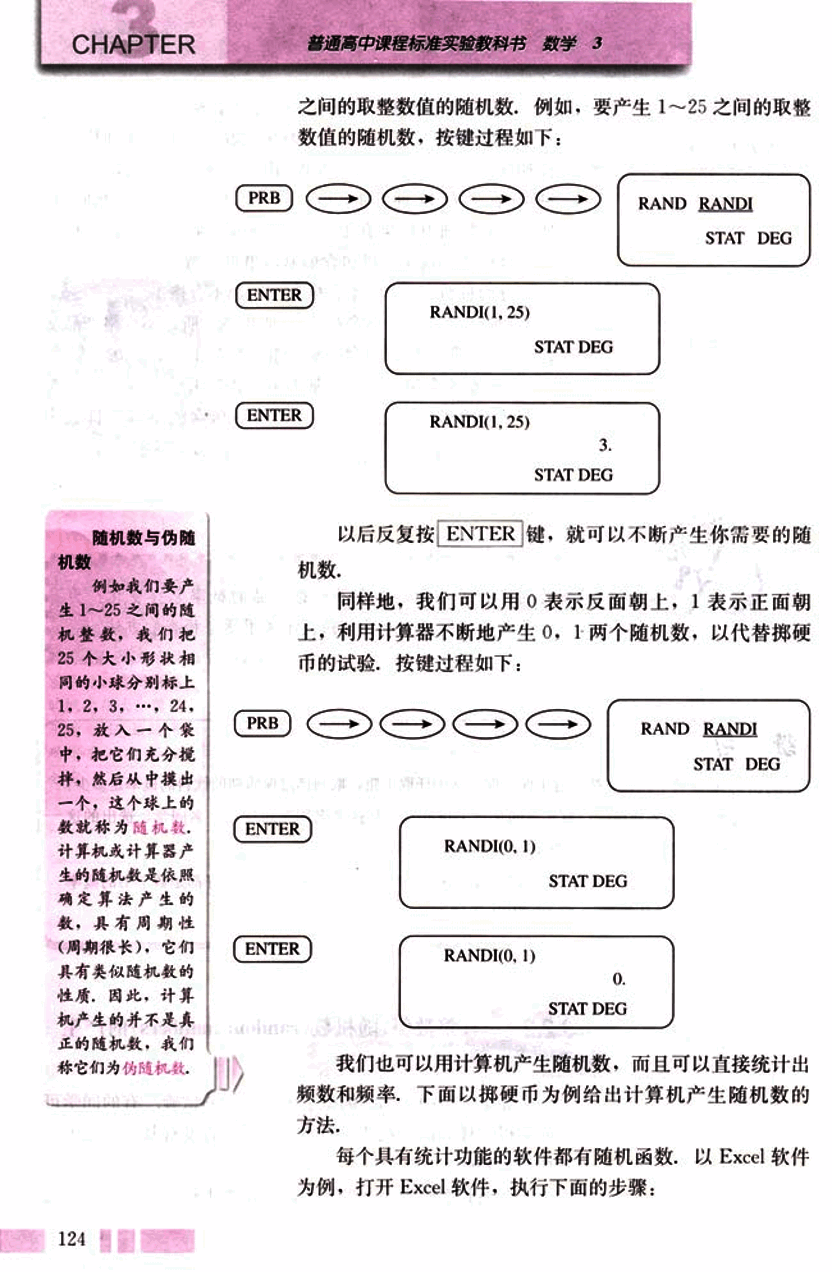 3
CHAPTER
普通高中课程标准实验教科书 数学 3
之间的取整数值的随机数. 例如，要产生 1～25 之间的取整
数值的随机数，按键过程如下：
PRB → → → → RAND RANDI
STAT DEG
ENTER RANDI(1, 25)
STAT DEG
ENTER RANDI(1, 25)
3.
STAT DEG
以后反复按 ENTER 键，就可以不断产生你需要的随
机数.
同样地，我们可以用 0 表示反面朝上，1 表示正面朝
上，利用计算器不断地产生 0，1 两个随机数，以代替掷硬
币的试验. 按键过程如下：
PRB → → → → RAND RANDI
STAT DEG
ENTER RANDI(0, 1)
STAT DEG
ENTER RANDI(0, 1)
0.
STAT DEG
我们也可以用计算机产生随机数，而且可以直接统计出
频数和频率. 下面以掷硬币为例给出计算机产生随机数的
方法.
每个具有统计功能的软件都有随机函数. 以 Excel 软件
为例，打开 Excel 软件，执行下面的步骤：
随机数与伪随
机数
例如我们要产
生 1～25 之间的随
机整数，我们把
25 个大小形状相
同的小球分别标上
1，2，3，…，24，
25，放入一个袋
中，把它们充分搅
拌，然后从中摸出
一个，这个球上的
数就称为随机数.
计算机或计算器产
生的随机数是依照
确定算法产生的
数，具有周期性
(周期很长)，它们
具有类似随机数的
性质. 因此，计算
机产生的并不是真
正的随机数，我们
称它们为伪随机数.
124